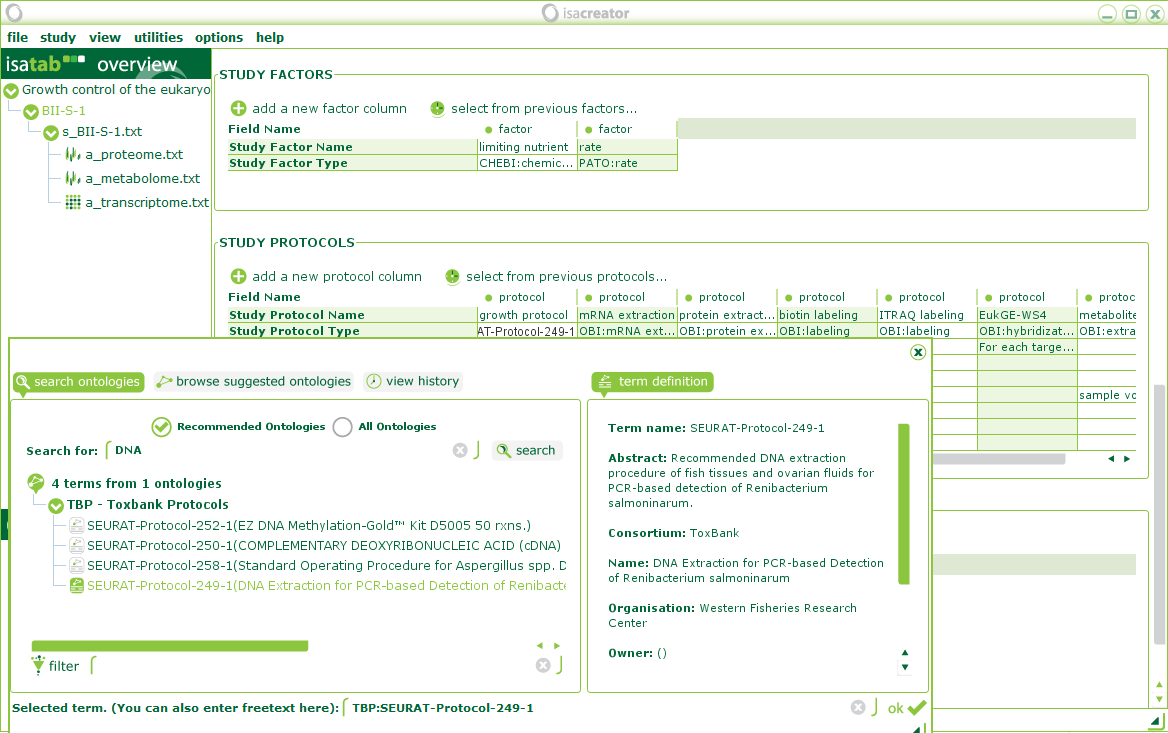 isacreator
file study view utilities options help
isatab overview
Growth control of the eukaryo
BII-S-1
s_BII-S-1.txt
a_proteome.txt
a_metabolome.txt
a_transcriptome.txt
STUDY FACTORS
add a new factor column select from previous factors...
Field Name factor factor
Study Factor Name limiting nutrient rate
Study Factor Type CHEBI:chemic... PATO:rate
STUDY PROTOCOLS
add a new protocol column select from previous protocols...
Field Name protocol protocol protocol protocol protocol protocol protoc
Study Protocol Name growth protocol mRNA extraction protein extract... biotin labeling ITRAQ labeling EukGE-WS4 metabolite
Study Protocol Type AT-Protocol-249-1 OBI:mRNA ext... OBI:protein ex... OBI:labeling OBI:labeling OBI:hybridizat... OBI:extra
For each targe...
sample vo
search ontologies browse suggested ontologies view history
Recommended Ontologies All Ontologies
Search for: DNA search
4 terms from 1 ontologies
TBP - Toxbank Protocols
SEURAT-Protocol-252-1(EZ DNA Methylation-Gold™ Kit D5005 50 rxns.)
SEURAT-Protocol-250-1(COMPLEMENTARY DEOXYRIBONUCLEIC ACID (cDNA)
SEURAT-Protocol-258-1(Standard Operating Procedure for Aspergillus spp. D
SEURAT-Protocol-249-1(DNA Extraction for PCR-based Detection of Renibacte
filter
term definition
Term name: SEURAT-Protocol-249-1
Abstract: Recommended DNA extraction
procedure of fish tissues and ovarian fluids for
PCR-based detection of Renibacterium
salmoninarum.
Consortium: ToxBank
Name: DNA Extraction for PCR-based Detection
of Renibacterium salmoninarum
Organisation: Western Fisheries Research
Center
Owner: ()
Selected term. (You can also enter freetext here): TBP:SEURAT-Protocol-249-1 ok